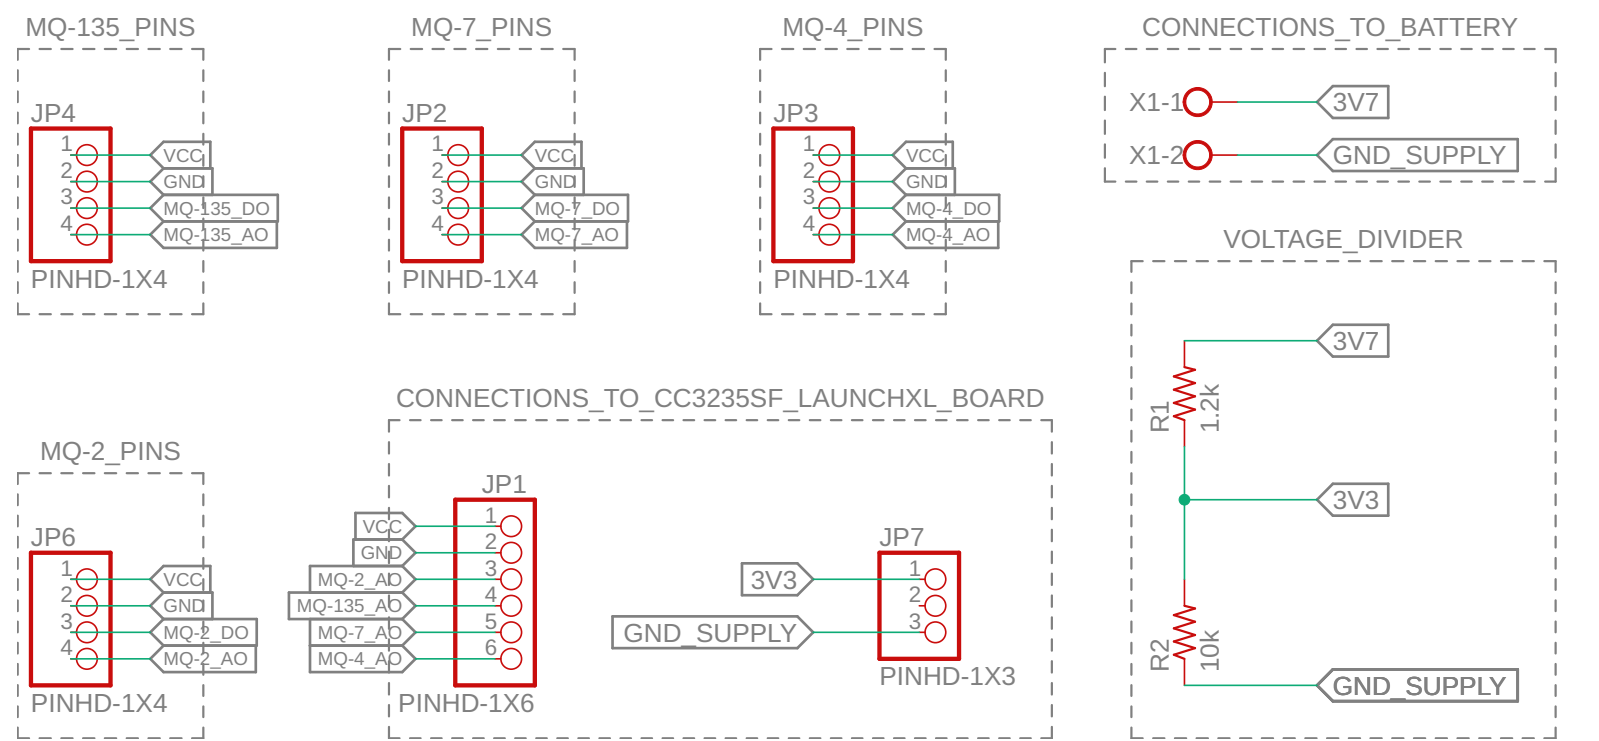 MQ-135_PINS
JP4
1
VCC
2
GND
3
MQ-135_DO
4
MQ-135_AO
PINHD-1X4
MQ-7_PINS
JP2
1
VCC
2
GND
3
MQ-7_DO
4
MQ-7_AO
PINHD-1X4
MQ-4_PINS
JP3
1
VCC
2
GND
3
MQ-4_DO
4
MQ-4_AO
PINHD-1X4
CONNECTIONS_TO_BATTERY
X1-1
3V7
X1-2
GND_SUPPLY
VOLTAGE_DIVIDER
3V7
R1
1.2k
3V3
R2
10k
GND_SUPPLY
MQ-2_PINS
JP6
1
VCC
2
GND
3
MQ-2_DO
4
MQ-2_AO
PINHD-1X4
CONNECTIONS_TO_CC3235SF_LAUNCHXL_BOARD
JP1
VCC
1
GND
2
MQ-2_AO
3
MQ-135_AO
4
MQ-7_AO
5
MQ-4_AO
6
PINHD-1X6
JP7
3V3
1
2
GND_SUPPLY
3
PINHD-1X3